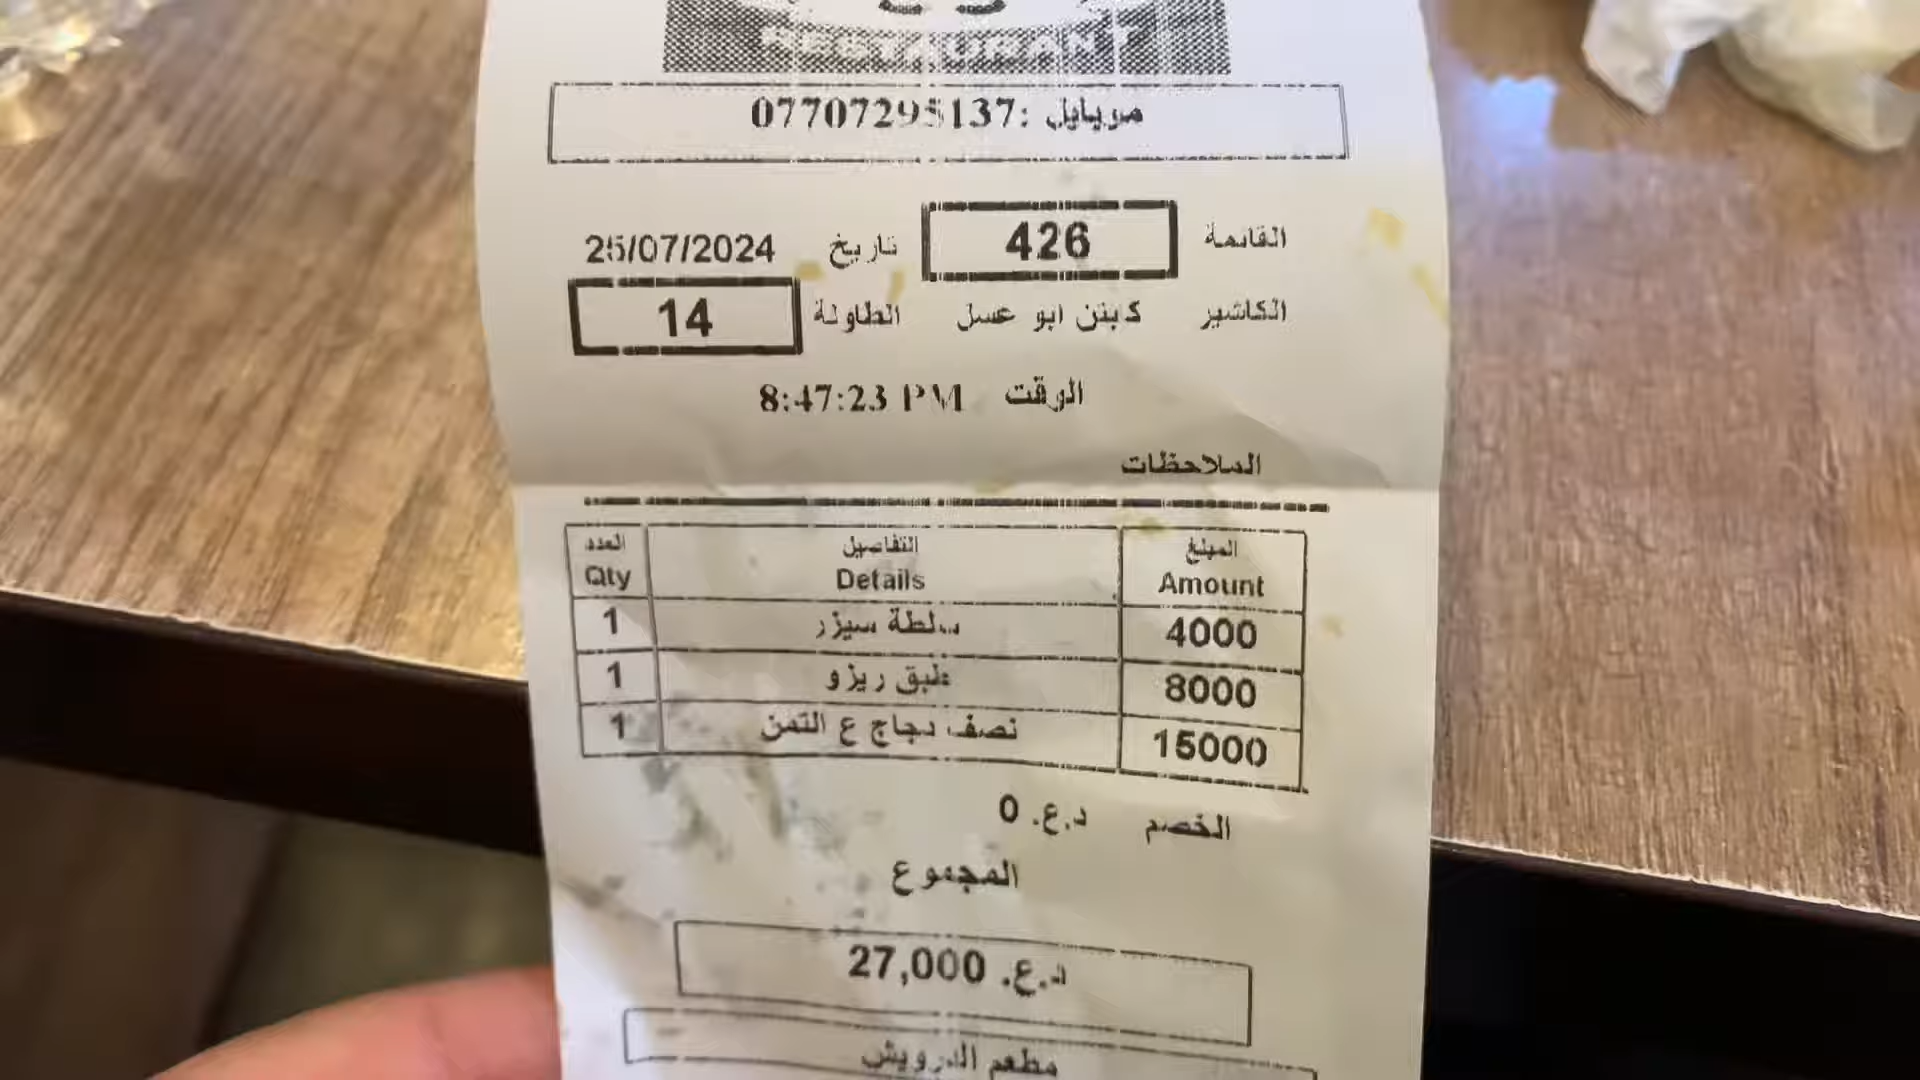 RESTAURANT
موبايل :07707295137
القائمة 426 تاريخ 25/07/2024
الكاشير كابتن ابو عسل الطاولة 14
الوقت 8:47:23 PM
الملاحظات
العدد التفاصيل المبلغ
Qty Details Amount
1 سلطة سيزر 4000
1 طبق ريزو 8000
1 نصف دجاج ع التمن 15000
الخصم د.ع. 0
المجموع
د.ع. 27,000
مطعم الدرويش